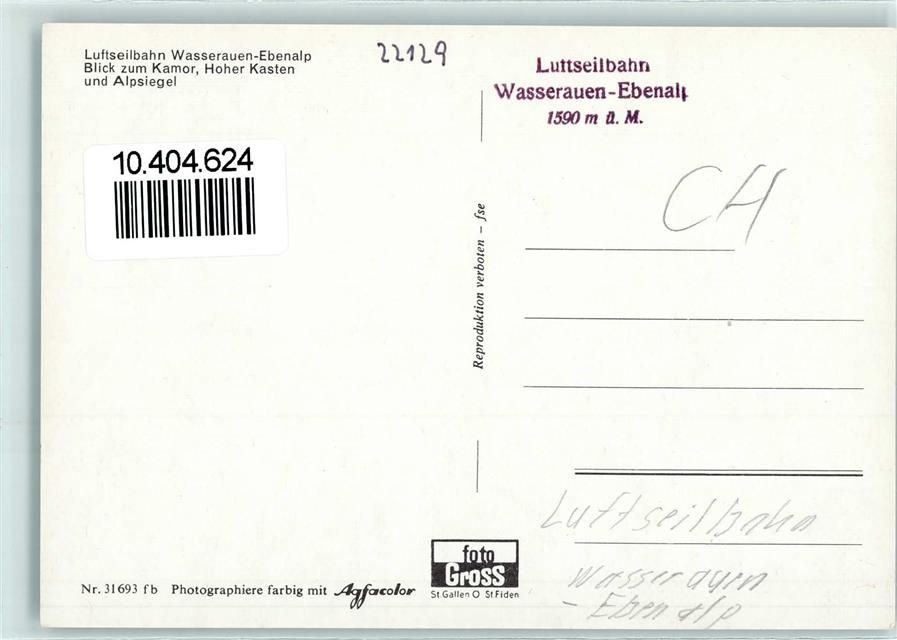 Luftseilbahn Wasserauen-Ebenalp
Blick zum Kamor, Hoher Kasten
und Alpsiegel
22129
Luftseilbahn
Wasserauen-Ebenalp
1590 m ü. M.
10.404.624
CH
Reproduktion verboten – fse
Luftseilbahn
Wasserauen
- Ebenalp
foto
Gross
St. Gallen O St Fiden
Nr. 31693 f b Photographiere farbig mit Agfacolor